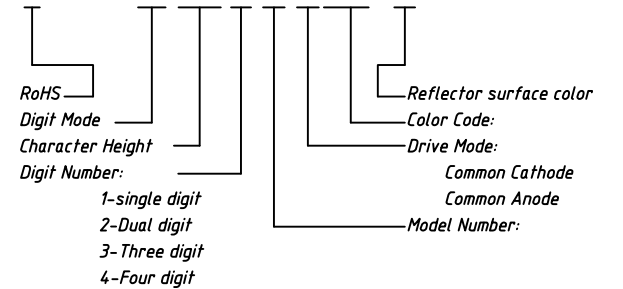 RoHS
Digit Mode
Character Height
Digit Number:
1-single digit
2-Dual digit
3-Three digit
4-Four digit
Reflector surface color
Color Code:
Drive Mode:
Common Cathode
Common Anode
Model Number: